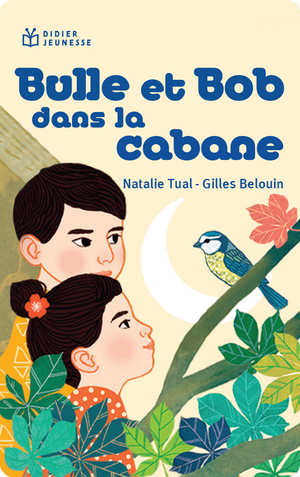 DIDIER
JEUNESSE
Bulle et Bob
dans la
cabane
Natalie Tual - Gilles Belouin